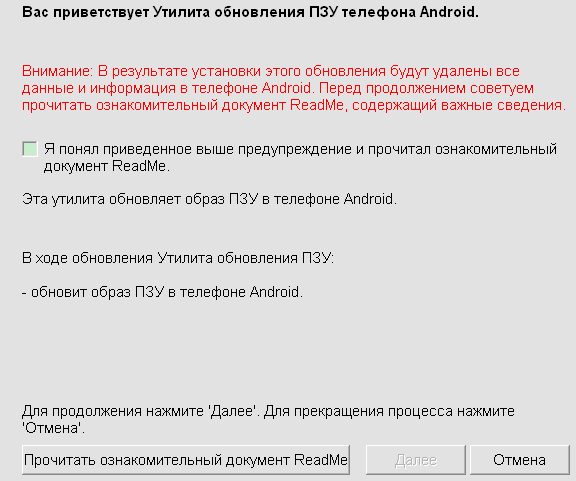 Вас приветствует Утилита обновления ПЗУ телефона Android.
Внимание: В результате установки этого обновления будут удалены все
данные и информация в телефоне Android. Перед продолжением советуем
прочитать ознакомительный документ ReadMe, содержащий важные сведения.
Я понял приведенное выше предупреждение и прочитал ознакомительный
документ ReadMe.
Эта утилита обновляет образ ПЗУ в телефоне Android.
В ходе обновления Утилита обновления ПЗУ:
- обновит образ ПЗУ в телефоне Android.
Для продолжения нажмите 'Далее'. Для прекращения процесса нажмите
'Отмена'.
Прочитать ознакомительный документ ReadMe Далее Отмена